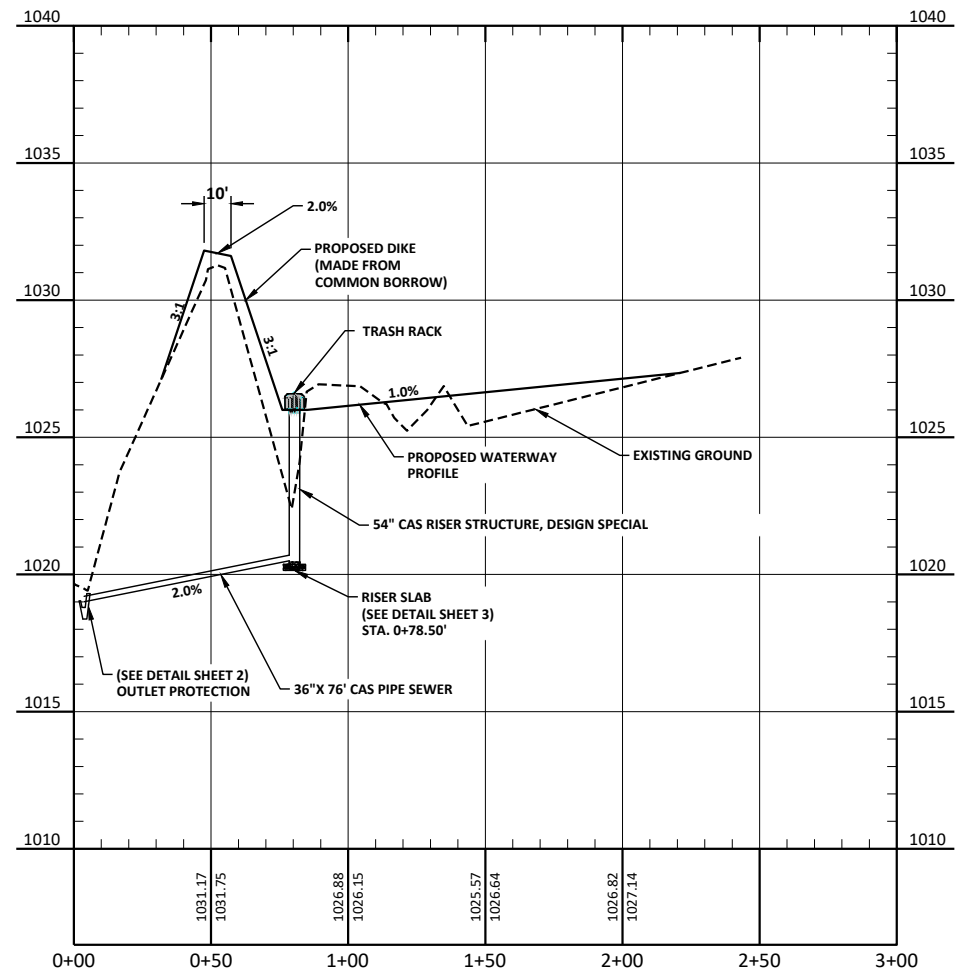 1040 1040
1035 1035
1030 1030
1025 1025
1020 1020
1015 1015
1010 1010
10'
2.0%
PROPOSED DIKE
(MADE FROM
COMMON BORROW)
3:1
3:1
TRASH RACK
1.0%
PROPOSED WATERWAY
PROFILE
EXISTING GROUND
54" CAS RISER STRUCTURE, DESIGN SPECIAL
2.0%
RISER SLAB
(SEE DETAIL SHEET 3)
STA. 0+78.50'
(SEE DETAIL SHEET 2)
OUTLET PROTECTION
36"X 76' CAS PIPE SEWER
1031.17
1031.75
1026.88
1026.15
1025.57
1026.64
1026.82
1027.14
0+00 0+50 1+00 1+50 2+00 2+50 3+00